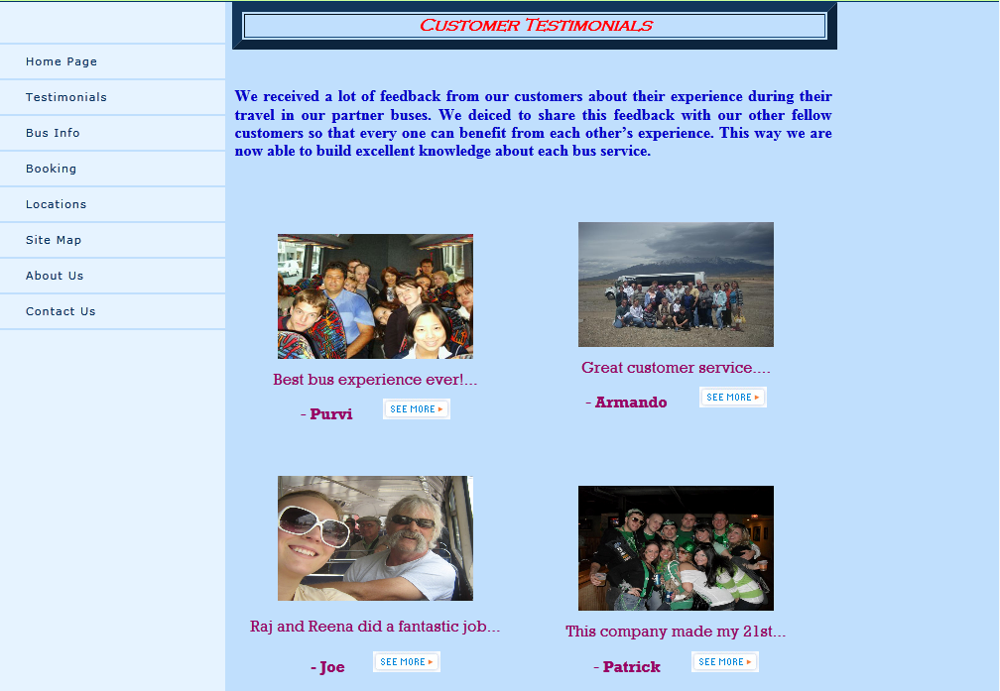 Customer Testimonials
Home Page
Testimonials
Bus Info
Booking
Locations
Site Map
About Us
Contact Us
We received a lot of feedback from our customers about their experience during their
travel in our partner buses. We deiced to share this feedback with our other fellow
customers so that every one can benefit from each other’s experience. This way we are
now able to build excellent knowledge about each bus service.
Best bus experience ever!...
- Purvi
SEE MORE
Great customer service....
- Armando
SEE MORE
Raj and Reena did a fantastic job...
- Joe
SEE MORE
This company made my 21st...
- Patrick
SEE MORE